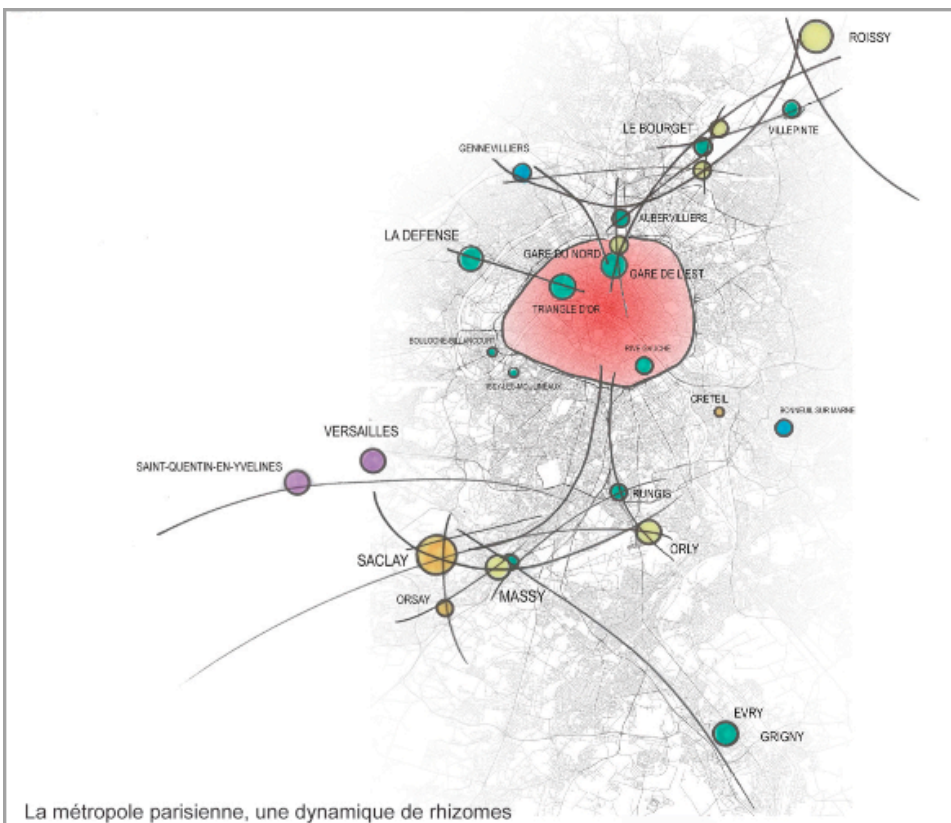 ROISSY
LE BOURGET
VILLEPINTE
GENNEVILLIERS
AUBERVILLIERS
LA DEFENSE
GARE DU NORD
GARE DE L'EST
TRIANGLE D'OR
BOULOGNE-BILLANCOURT
RIVE GAUCHE
ISSY-LES-MOULINEAUX
CRETEIL
BONNEUIL SUR MARNE
VERSAILLES
SAINT-QUENTIN-EN-YVELINES
RUNGIS
ORLY
SACLAY
MASSY
ORSAY
EVRY
GRIGNY
La métropole parisienne, une dynamique de rhizomes